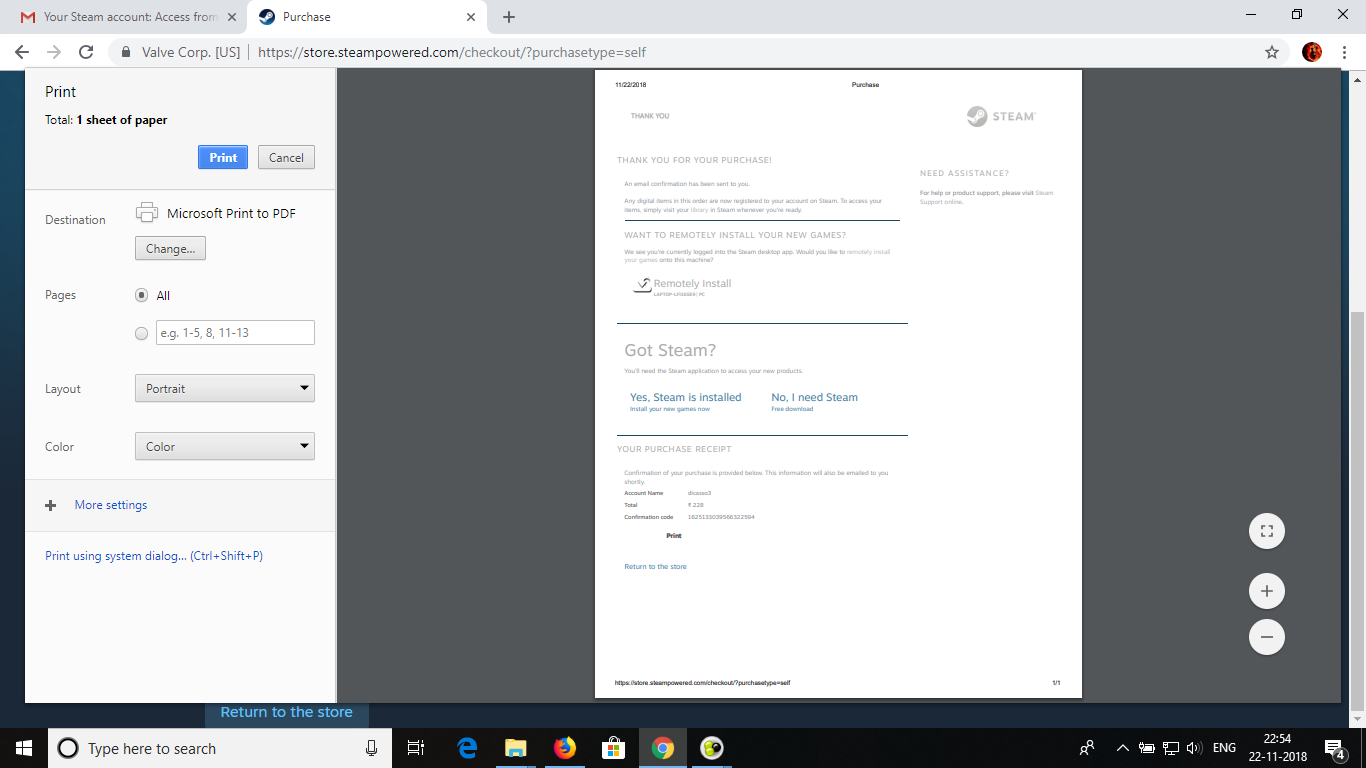 Your Steam account: Access from
Purchase
Valve Corp. [US]
https://store.steampowered.com/checkout/?purchasetype=self
Print
Total: 1 sheet of paper
Print
Cancel
Destination
Microsoft Print to PDF
Change...
Pages
All
e.g. 1-5, 8, 11-13
Layout
Portrait
Color
Color
More settings
Print using system dialog... (Ctrl+Shift+P)
11/22/2018
Purchase
THANK YOU
STEAM
THANK YOU FOR YOUR PURCHASE!
An email confirmation has been sent to you.
Any digital items in this order are now registered to your account on Steam. To access your
items, simply visit your library in Steam whenever you're ready.
NEED ASSISTANCE?
For help or product support, please visit Steam
Support online.
WANT TO REMOTELY INSTALL YOUR NEW GAMES?
We see you're currently logged into the Steam desktop app. Would you like to remotely install
your games onto this machine?
Remotely Install
| PC
Got Steam?
You'll need the Steam application to access your new products.
Yes, Steam is installed
Install your new games now
No, I need Steam
Free download
YOUR PURCHASE RECEIPT
Confirmation of your purchase is provided below. This information will also be emailed to you
shortly.
Account Name dicasso3
Total ₹ 228
Confirmation code 1625133039566322594
Print
Return to the store
https://store.steampowered.com/checkout/?purchasetype=self
1/1
Return to the store
Type here to search
ENG
22:54
22-11-2018
4